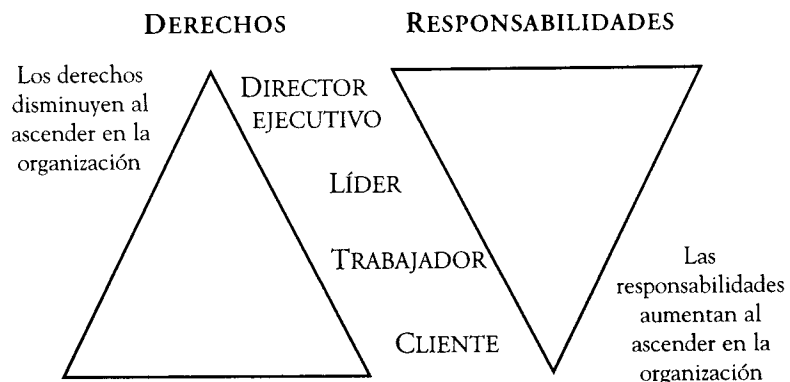 DERECHOS
RESPONSABILIDADES
Los derechos
disminuyen al
ascender en la
organización
DIRECTOR
EJECUTIVO
LÍDER
TRABAJADOR
CLIENTE
Las
responsabilidades
aumentan al
ascender en la
organización